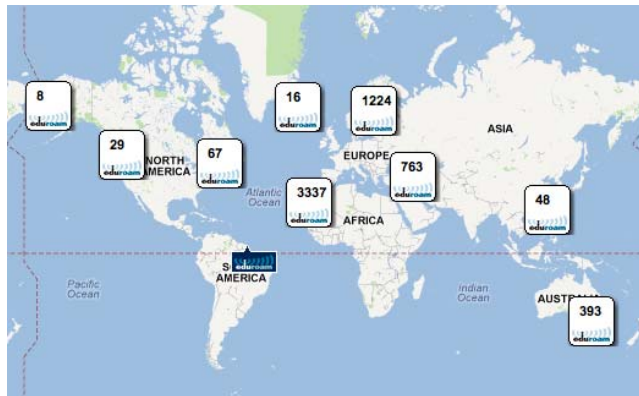 8
eduroam
16
eduroam
1224
eduroam
ASIA
29
eduroam
NORTH
AMERICA
67
eduroam
EUROPE
763
eduroam
Atlantic
Ocean
3337
eduroam
AFRICA
48
eduroam
eduroam
S
AMERICA
Pacific
Ocean
Indian
Ocean
AUSTRALIA
393
eduroam